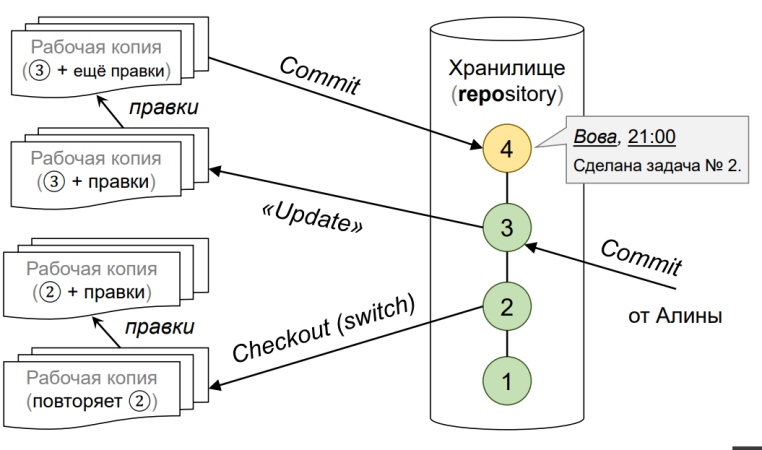 Рабочая копия
(③ + ещё правки)
правки
Рабочая копия
(③ + правки)
Рабочая копия
(② + правки)
правки
Рабочая копия
(повторяет ②)
Commit
«Update»
Checkout (switch)
Хранилище
(repository)
4
3
2
1
Вова, 21:00
Сделана задача № 2.
Commit
от Алины